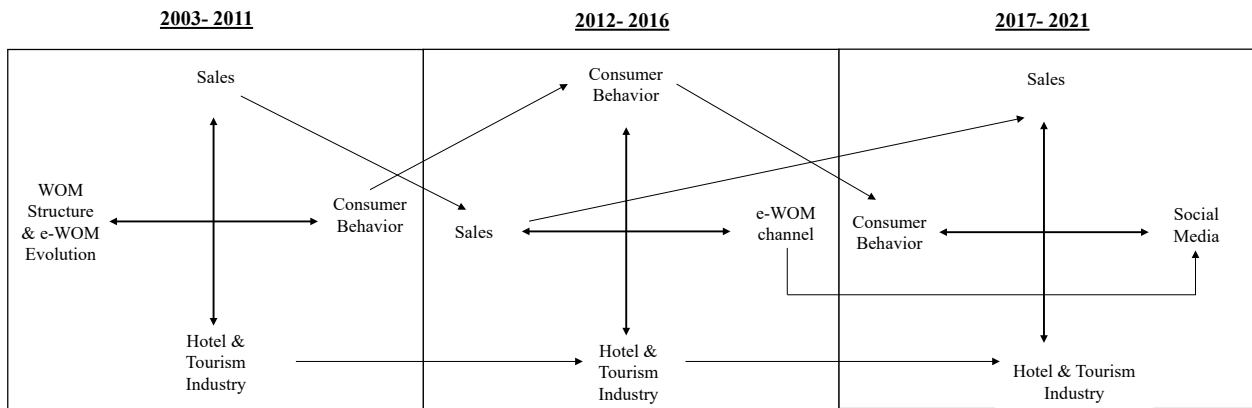 2003- 2011
2012- 2016
2017- 2021
Sales
WOM
Structure
& e-WOM
Evolution
Consumer
Behavior
Hotel &
Tourism
Industry
Consumer
Behavior
Sales
e-WOM
channel
Hotel &
Tourism
Industry
Sales
Consumer
Behavior
Social
Media
Hotel & Tourism
Industry